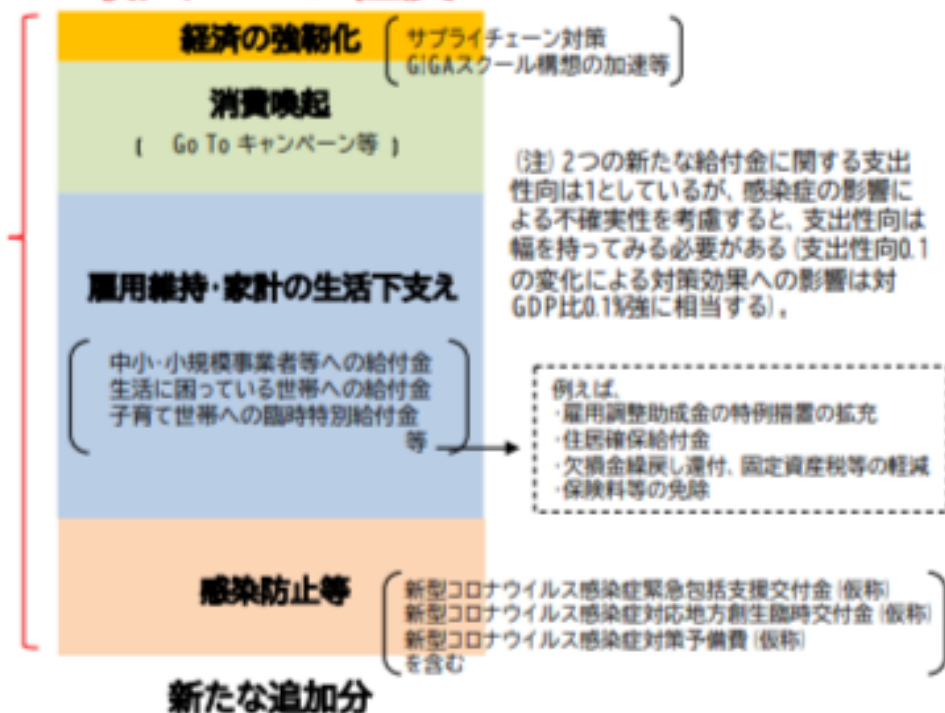 経済の強靭化
サプライチェーン対策
GIGAスクール構想の加速等
消費喚起
( Go To キャンペーン等 )
(注) 2つの新たな給付金に関する支出
性向は1としているが、感染症の影響に
よる不確実性を考慮すると、支出性向は
幅を持ってみる必要がある (支出性向0.1
の変化による対策効果への影響は対
GDP比0.1%強に相当する)。
雇用維持・家計の生活下支え
中小・小規模事業者等への給付金
生活に困っている世帯への給付金
子育て世帯への臨時特別給付金
等
例えば、
・雇用調整助成金の特例措置の拡充
・住居確保給付金
・欠損金繰戻し還付、固定資産税等の軽減
・保険料等の免除
感染防止等
新型コロナウイルス感染症緊急包括支援交付金 (仮称)
新型コロナウイルス感染症対応地方創生臨時交付金 (仮称)
新型コロナウイルス感染症対策予備費 (仮称)
を含む
新たな追加分